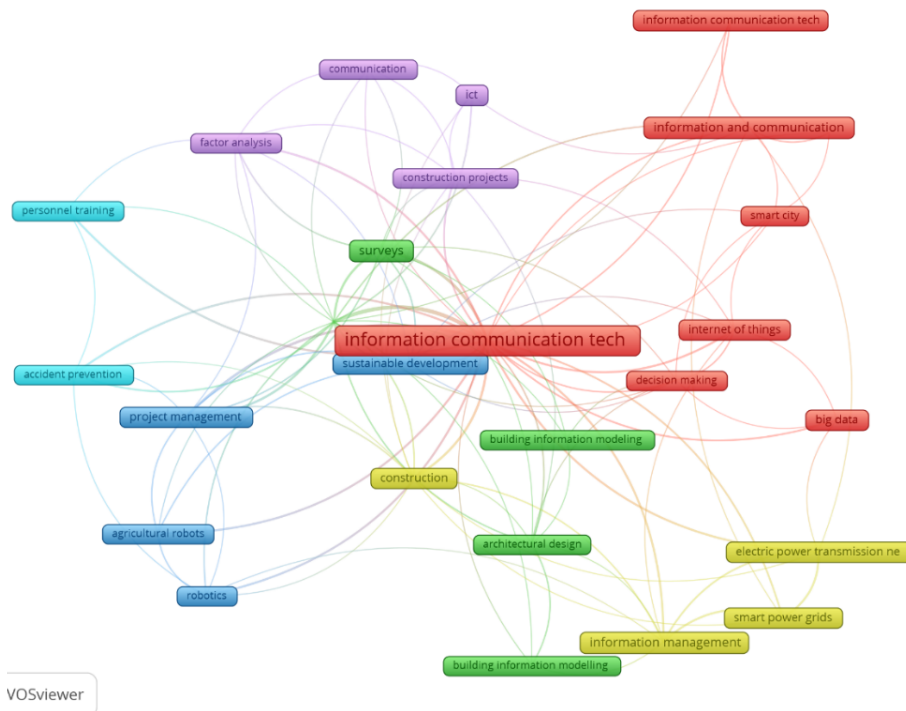 information communication tech
communication
ict
information and communication
factor analysis
construction projects
personnel training
smart city
surveys
internet of things
information communication tech
sustainable development
accident prevention
decision making
project management
big data
building information modeling
construction
agricultural robots
architectural design
electric power transmission ne
robotics
smart power grids
information management
building information modelling
VOSviewer